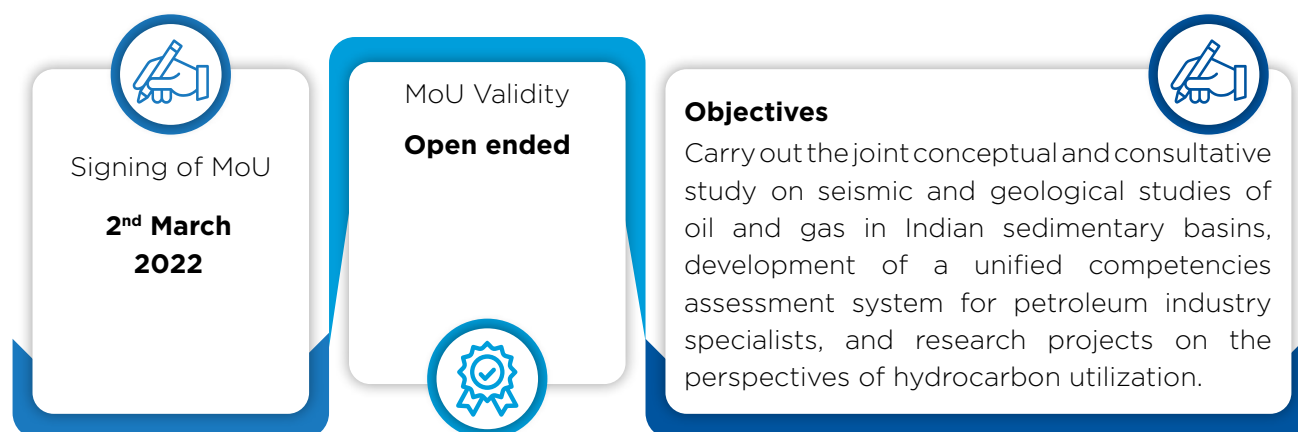 Signing of MoU
2nd March
2022
MoU Validity
Open ended
Objectives
Carry out the joint conceptual and consultative
study on seismic and geological studies of
oil and gas in Indian sedimentary basins,
development of a unified competencies
assessment system for petroleum industry
specialists, and research projects on the
perspectives of hydrocarbon utilization.